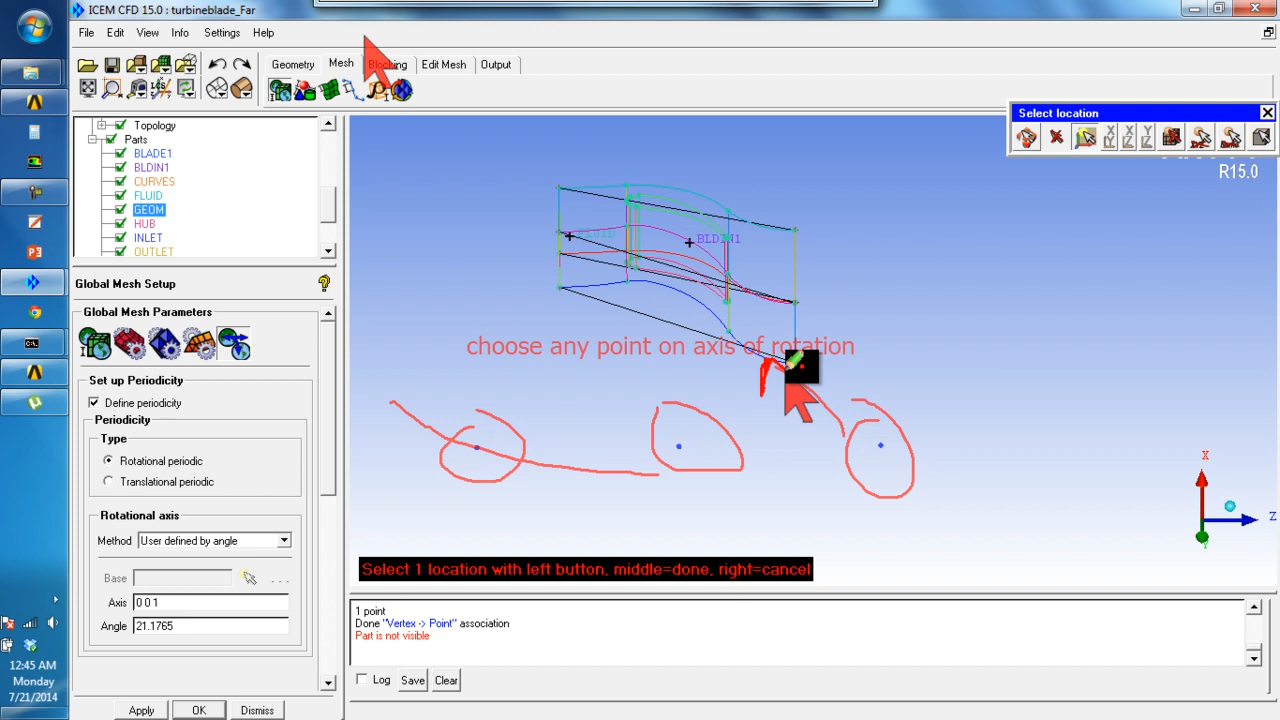 ICEM CFD 15.0 : turbineblade_Far
File Edit View Info Settings Help
Geometry Mesh Blocking Edit Mesh Output
Select location
R15.0
Topology
Parts
BLADE1
BLDIN1
CURVES
FLUID
GEOM
HUB
INLET
OUTLET
FLUID
BLDIN1
Global Mesh Setup
Global Mesh Parameters
choose any point on axis of rotation
Set up Periodicity
Define periodicity
Periodicity
Type
Rotational periodic
Translational periodic
Rotational axis
Method User defined by angle
Base
Axis 0 0 1
Angle 21.1765
X
Z
Y
Select 1 location with left button, middle=done, right=cancel
1 point
Done "Vertex -> Point" association
Part is not visible
Log Save Clear
Apply OK Dismiss
12:45 AM
Monday
7/21/2014